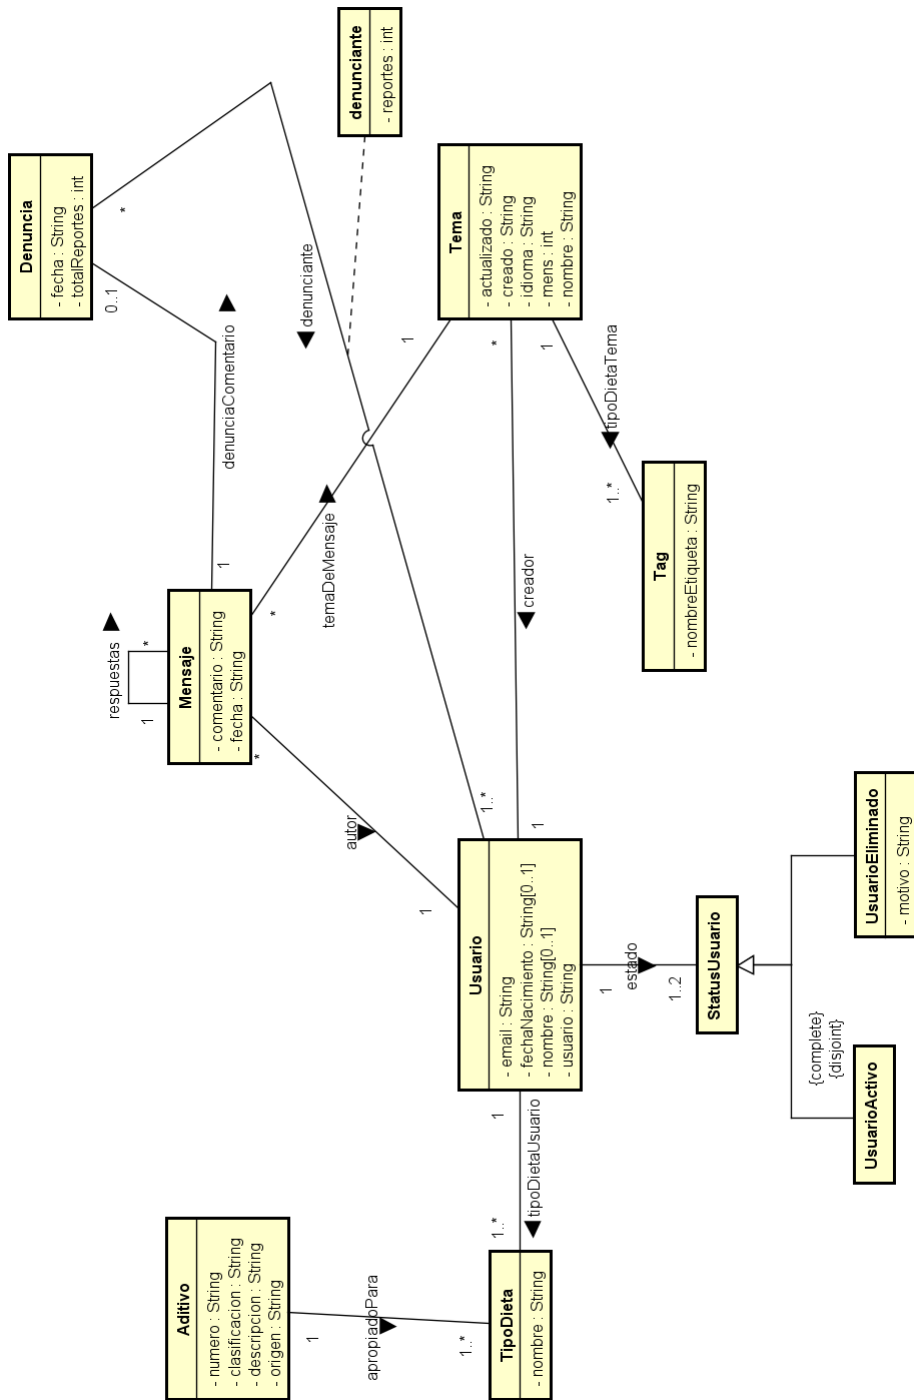 Denuncia
- fecha : String
- totalReportes : int
denunciante
- reportes : int
Tema
- actualizado : String
- creado : String
- idioma : String
- mens : int
- nombre : String
Mensaje
- comentario : String
- fecha : String
Tag
- nombreEtiqueta : String
Usuario
- email : String
- fechaNacimiento : String[0..1]
- nombre : String[0..1]
- usuario : String
StatusUsuario
UsuarioEliminado
- motivo : String
UsuarioActivo
{complete}
{disjoint}
Aditivo
- numero : String
- clasificacion : String
- descripcion : String
- origen : String
TipoDieta
- nombre : String
respuestas
1
*
denunciaComentario
0..1
1
denunciante
*
1..*
temaDeMensaje
1
*
creador
*
1
tipoDietaTema
1
1..*
autor
*
1
estado
1
1..2
tipoDietaUsuario
1
1..*
apropiadoPara
1
1..*